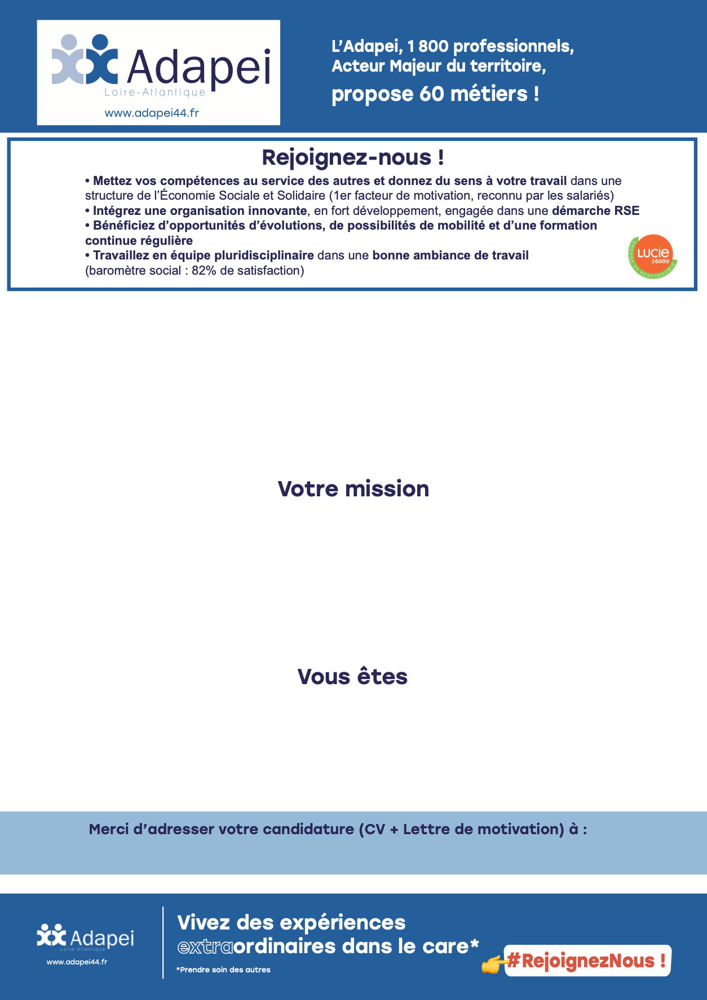 Adapei
Loire-Atlantique
www.adapei44.fr
L’Adapei, 1 800 professionnels,
Acteur Majeur du territoire,
propose 60 métiers !
Rejoignez-nous !
• Mettez vos compétences au service des autres et donnez du sens à votre travail dans une
structure de l’Économie Sociale et Solidaire (1er facteur de motivation, reconnu par les salariés)
• Intégrez une organisation innovante, en fort développement, engagée dans une démarche RSE
• Bénéficiez d’opportunités d’évolutions, de possibilités de mobilité et d’une formation
continue régulière
• Travaillez en équipe pluridisciplinaire dans une bonne ambiance de travail
(baromètre social : 82% de satisfaction)
LUCIE
26000
ENGAGÉ ET RESPONSABLE
Votre mission
Vous êtes
Merci d’adresser votre candidature (CV + Lettre de motivation) à :
Adapei
Loire-Atlantique
www.adapei44.fr
Vivez des expériences
extraordinaires dans le care*
*Prendre soin des autres
#RejoignezNous !